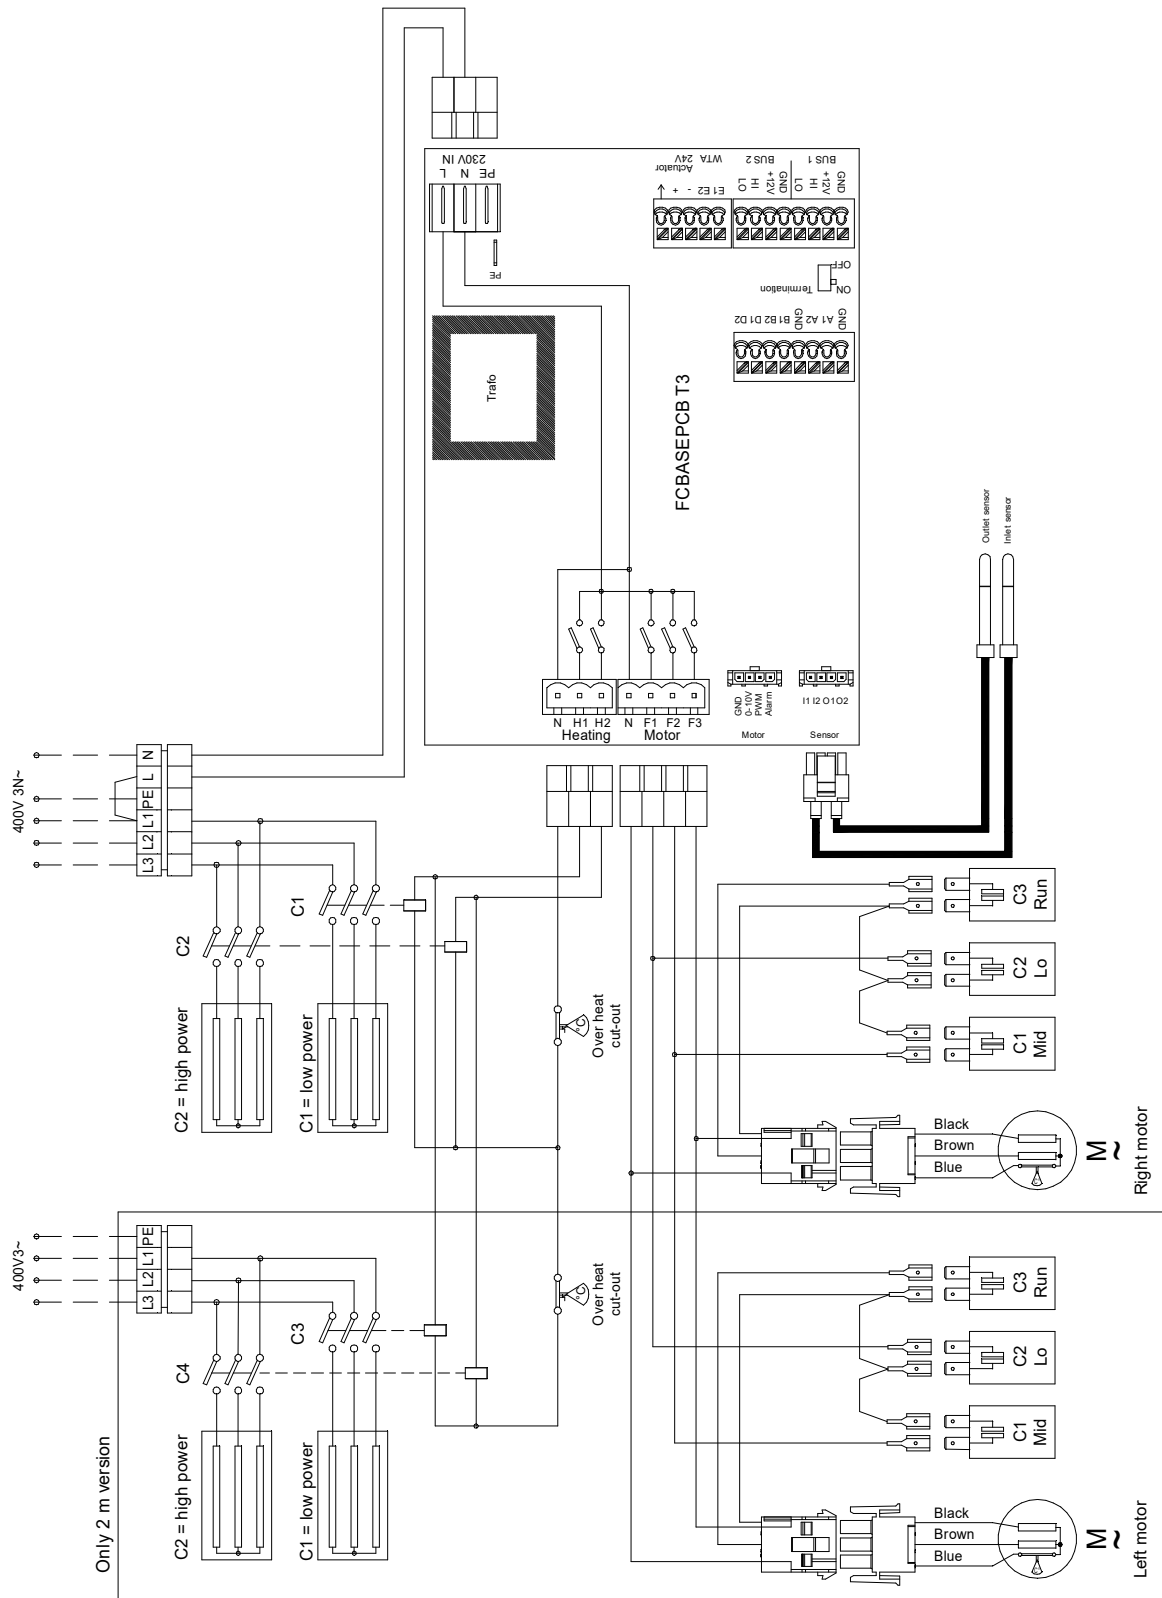 230V IN
L N PE
PE
Trafo
FCBASEPCB T3
WTA 24V
Actuator
+ - E1 E2
BUS 2
LO
HI
+12V
GND
BUS 1
LO
HI
+12V
GND
OFF
ON
Termination
D2 D1 B2 B1
GND
A2 A1
GND
N H1 H2 N F1 F2 F3
Heating Motor
GND
0-10V
PWM
Alarm
Motor
I1 I2 O1 O2
Sensor
Outlet sensor
Inlet sensor
400V 3N~
N
L
PE
L1
L2
L3
C1
C2
C2 = high power
C1 = low power
°C
Over heat
cut-out
C3
Run
C2
Lo
C1
Mid
Black
Brown
Blue
M
~
Right motor
400V3~
PE
L1
L2
L3
C3
C4
C2 = high power
C1 = low power
Only 2 m version
°C
Over heat
cut-out
C3
Run
C2
Lo
C1
Mid
Black
Brown
Blue
M
~
Left motor